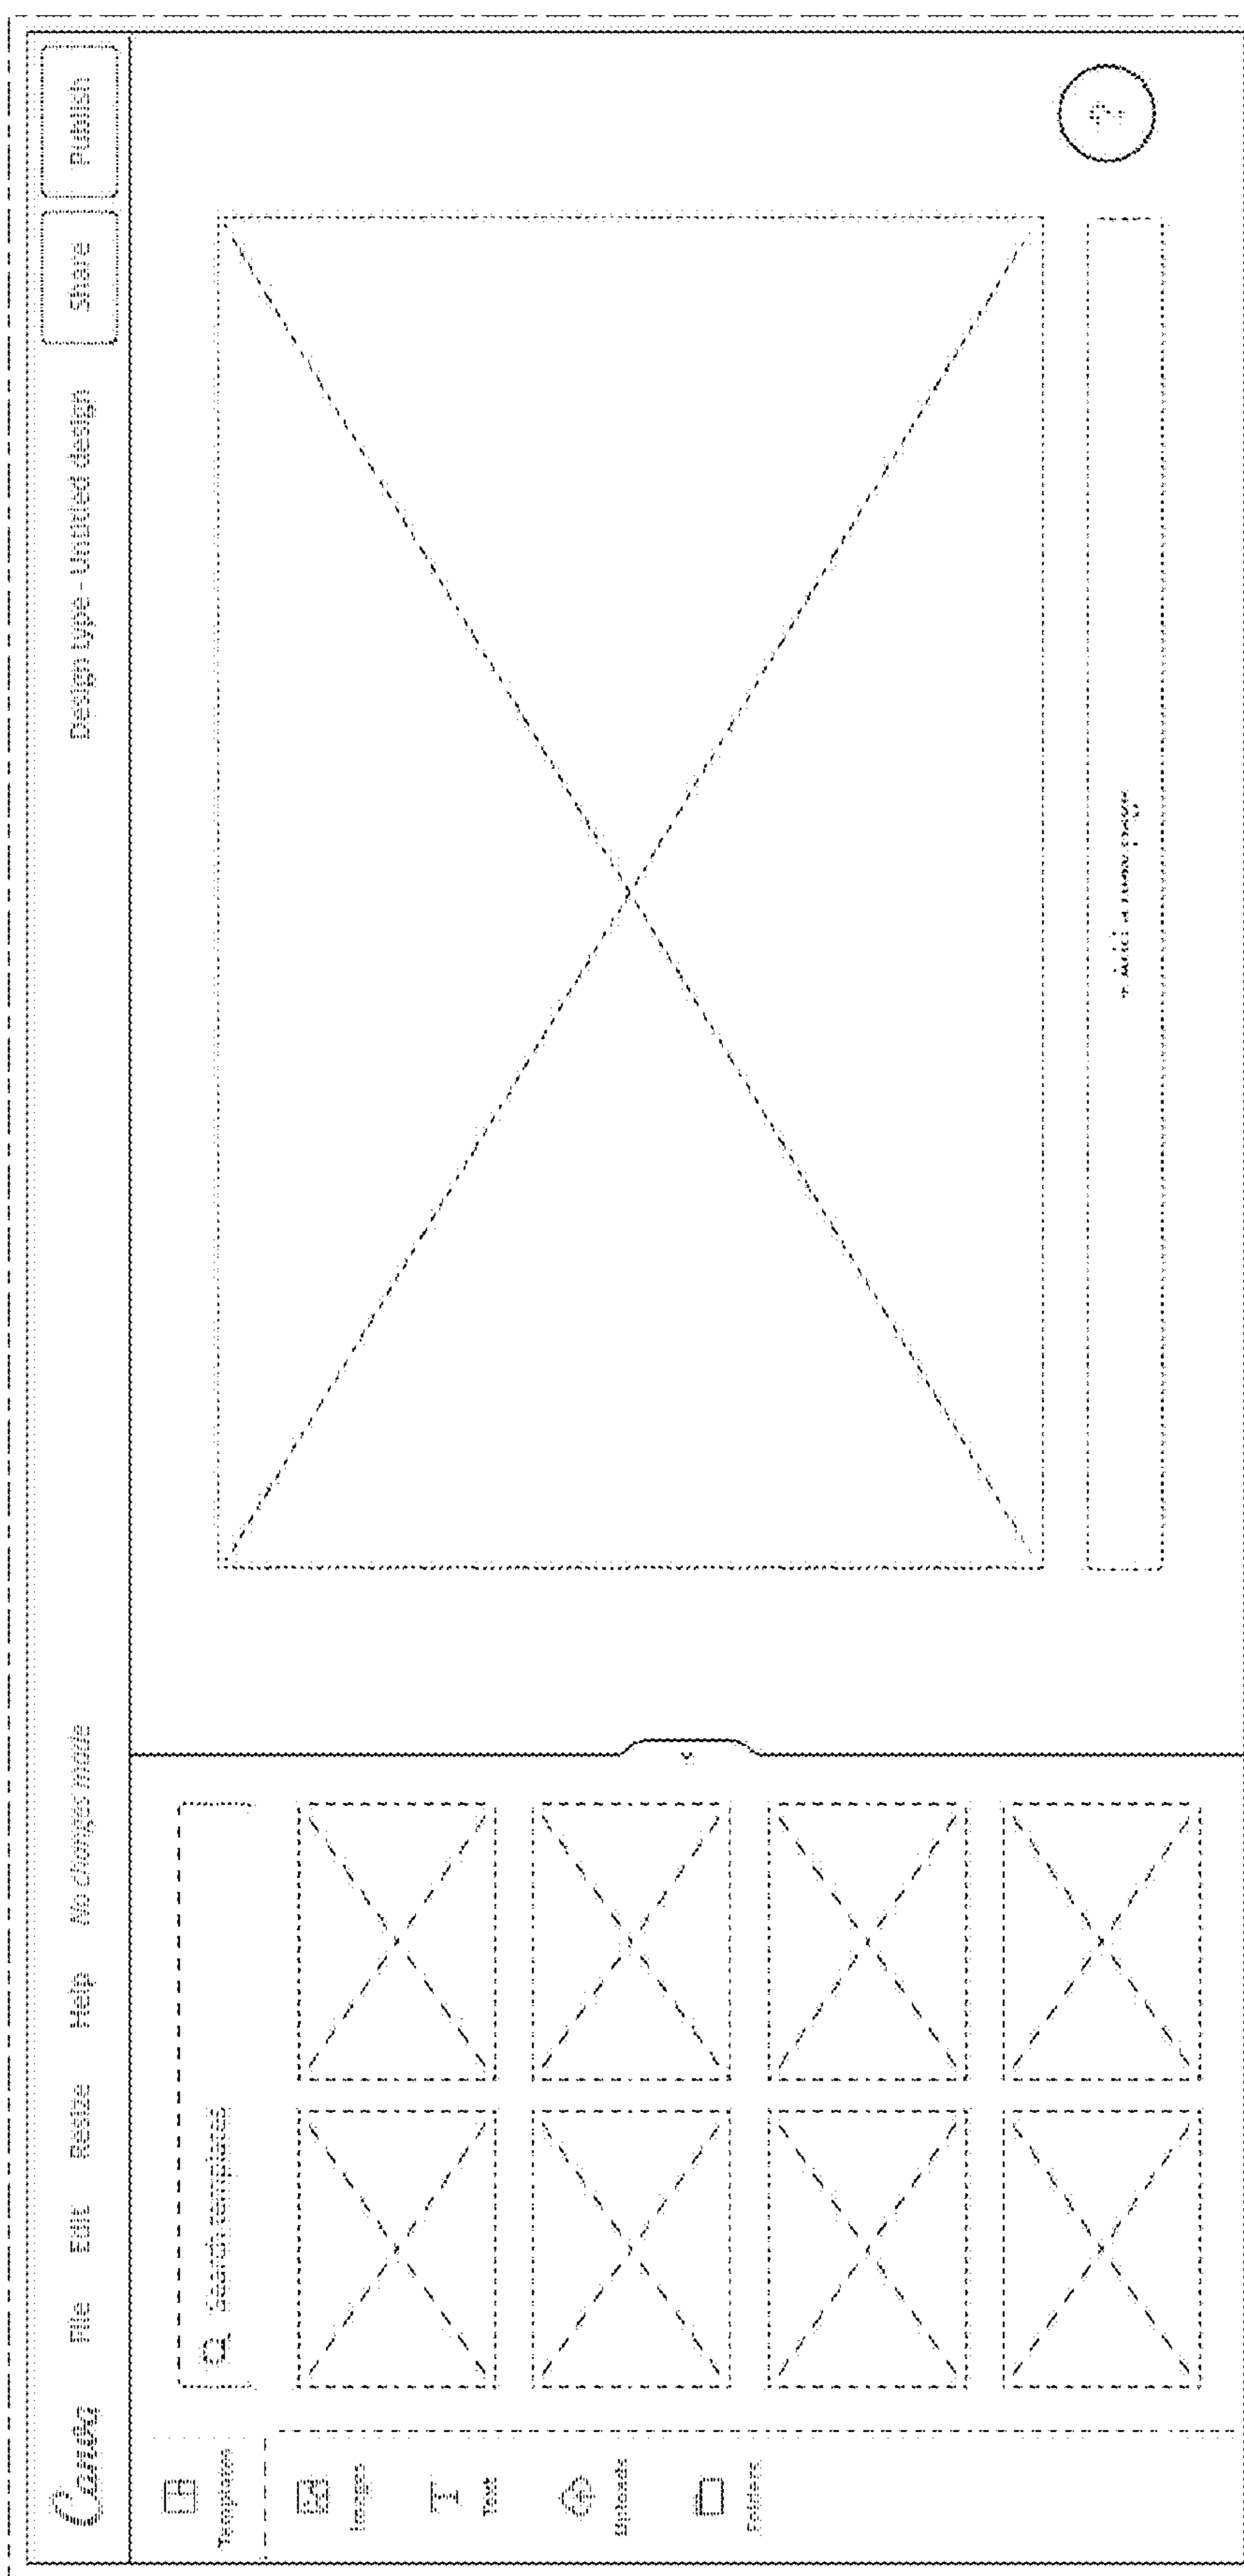 Canva File Edit Resize Help No changes made Design type - Untitled design Share Publish
Templates
Search templates
Images
Text
Uploads
Folders
+ Add a new page
?